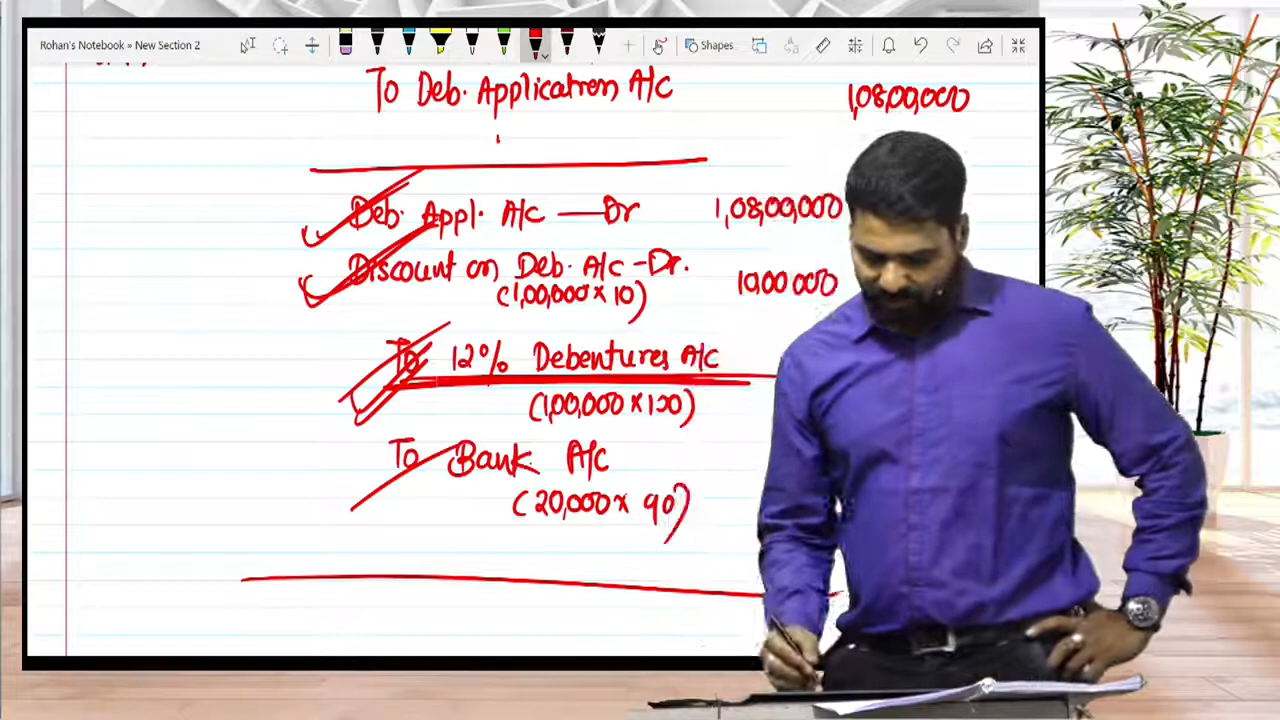 Rohan's Notebook » New Section 2
Shapes
To Deb. Application A/c 1,08,00,000
Deb. Appl. A/c — Dr 1,08,00,000
Discount on Deb. A/c - Dr. 10,00,000
(1,00,000 x 10)
To 12% Debentures A/c
(1,00,000 x 100)
To Bank A/c
(20,000 x 90)